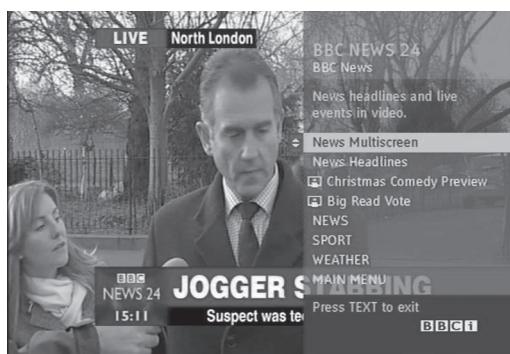 LIVE North London
BBC NEWS 24
BBC News
News headlines and live
events in video.
News Multiscreen
News Headlines
Christmas Comedy Preview
Big Read Vote
NEWS
SPORT
WEATHER
MAIN MENU
Press TEXT to exit
BBCi
BBC
NEWS 24
15:11
JOGGER STABBING
Suspect was